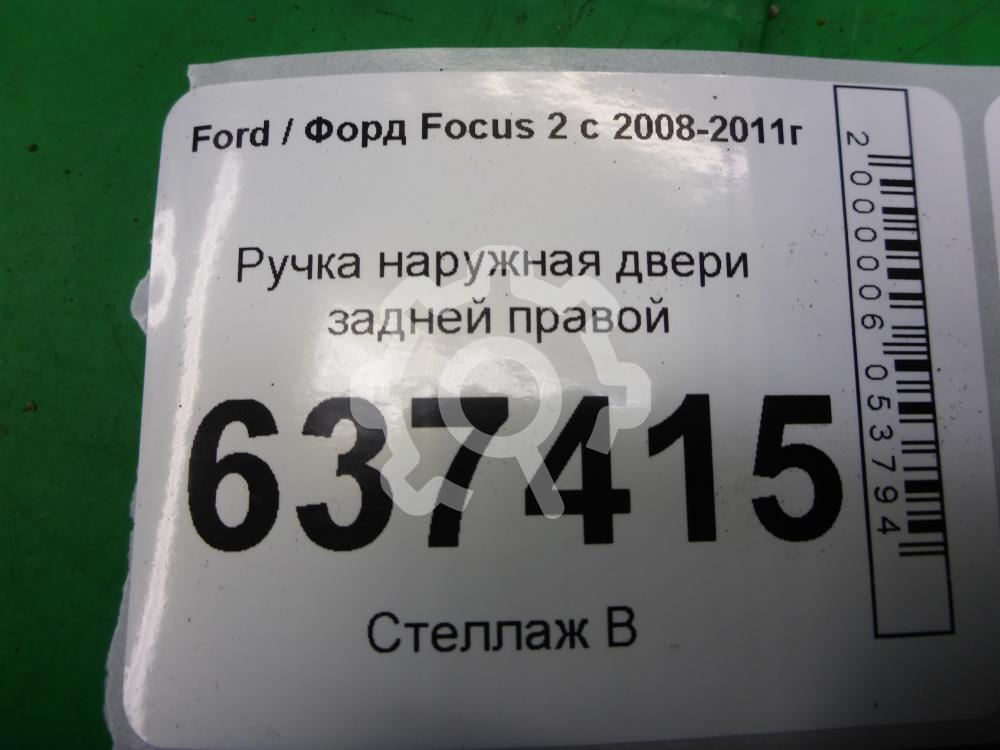 Ford / Форд Focus 2 с 2008-2011г
Ручка наружная двери
задней правой
637415
Стеллаж В
2000006053794